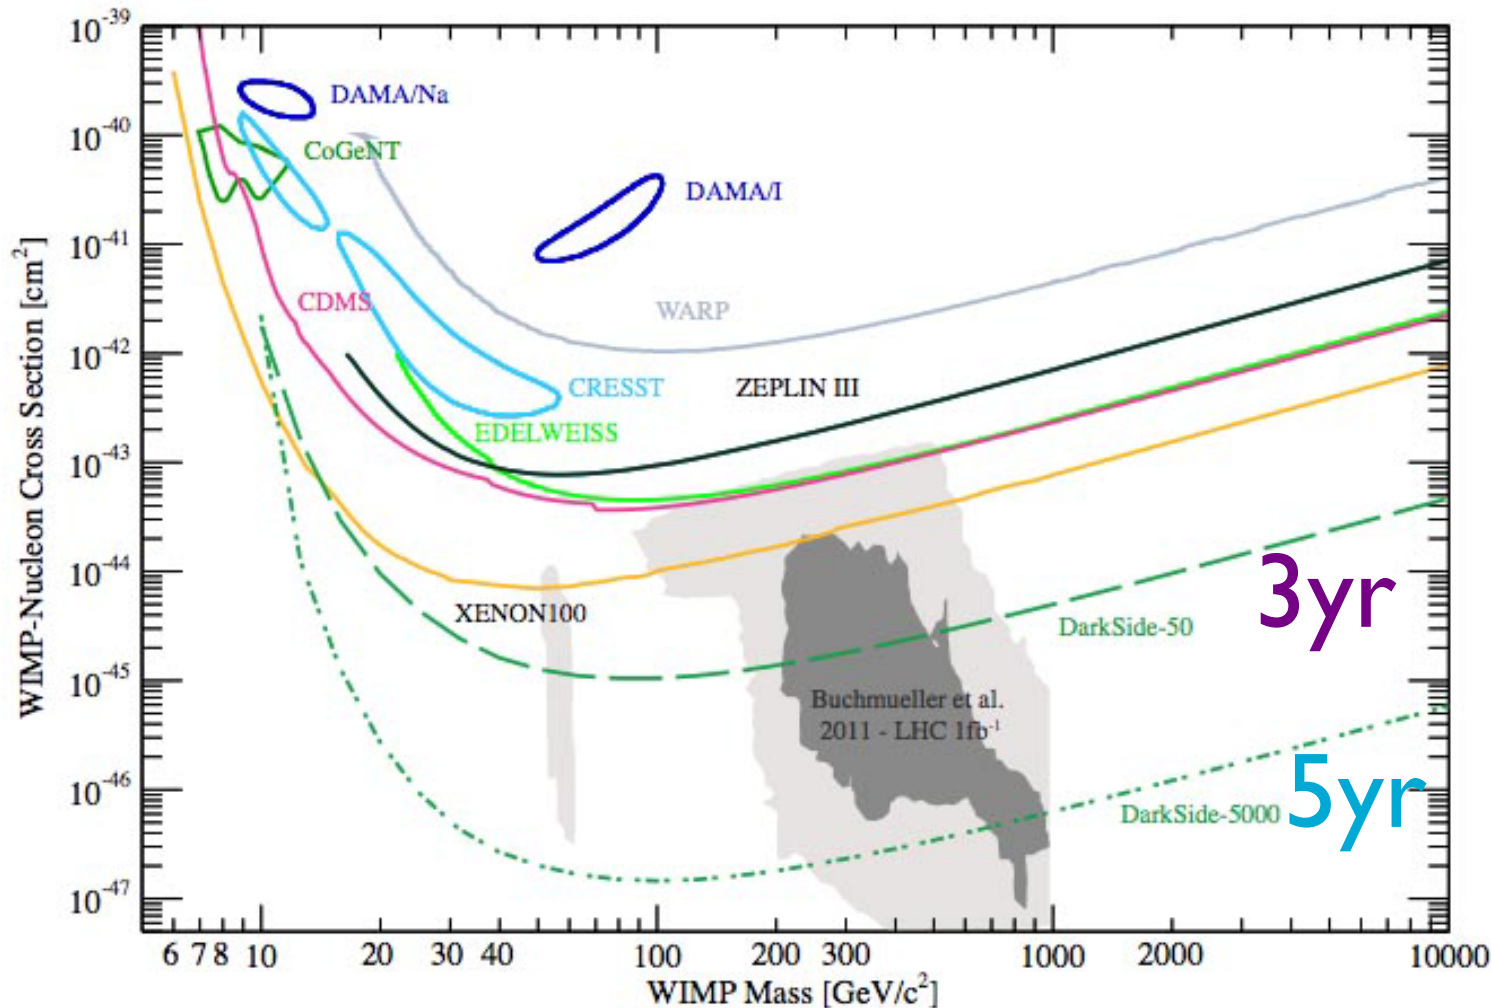 10⁻³⁹
10⁻⁴⁰
10⁻⁴¹
10⁻⁴²
10⁻⁴³
10⁻⁴⁴
10⁻⁴⁵
10⁻⁴⁶
10⁻⁴⁷
WIMP-Nucleon Cross Section [cm²]
DAMA/Na
CoGeNT
DAMA/I
CDMS
WARP
CRESST
ZEPLIN III
EDELWEISS
XENON100
DarkSide-50
3yr
Buchmueller et al.
2011 - LHC 1fb⁻¹
DarkSide-5000
5yr
6 7 8 10 20 30 40 100 200 300 1000 2000 10000
WIMP Mass [GeV/c²]